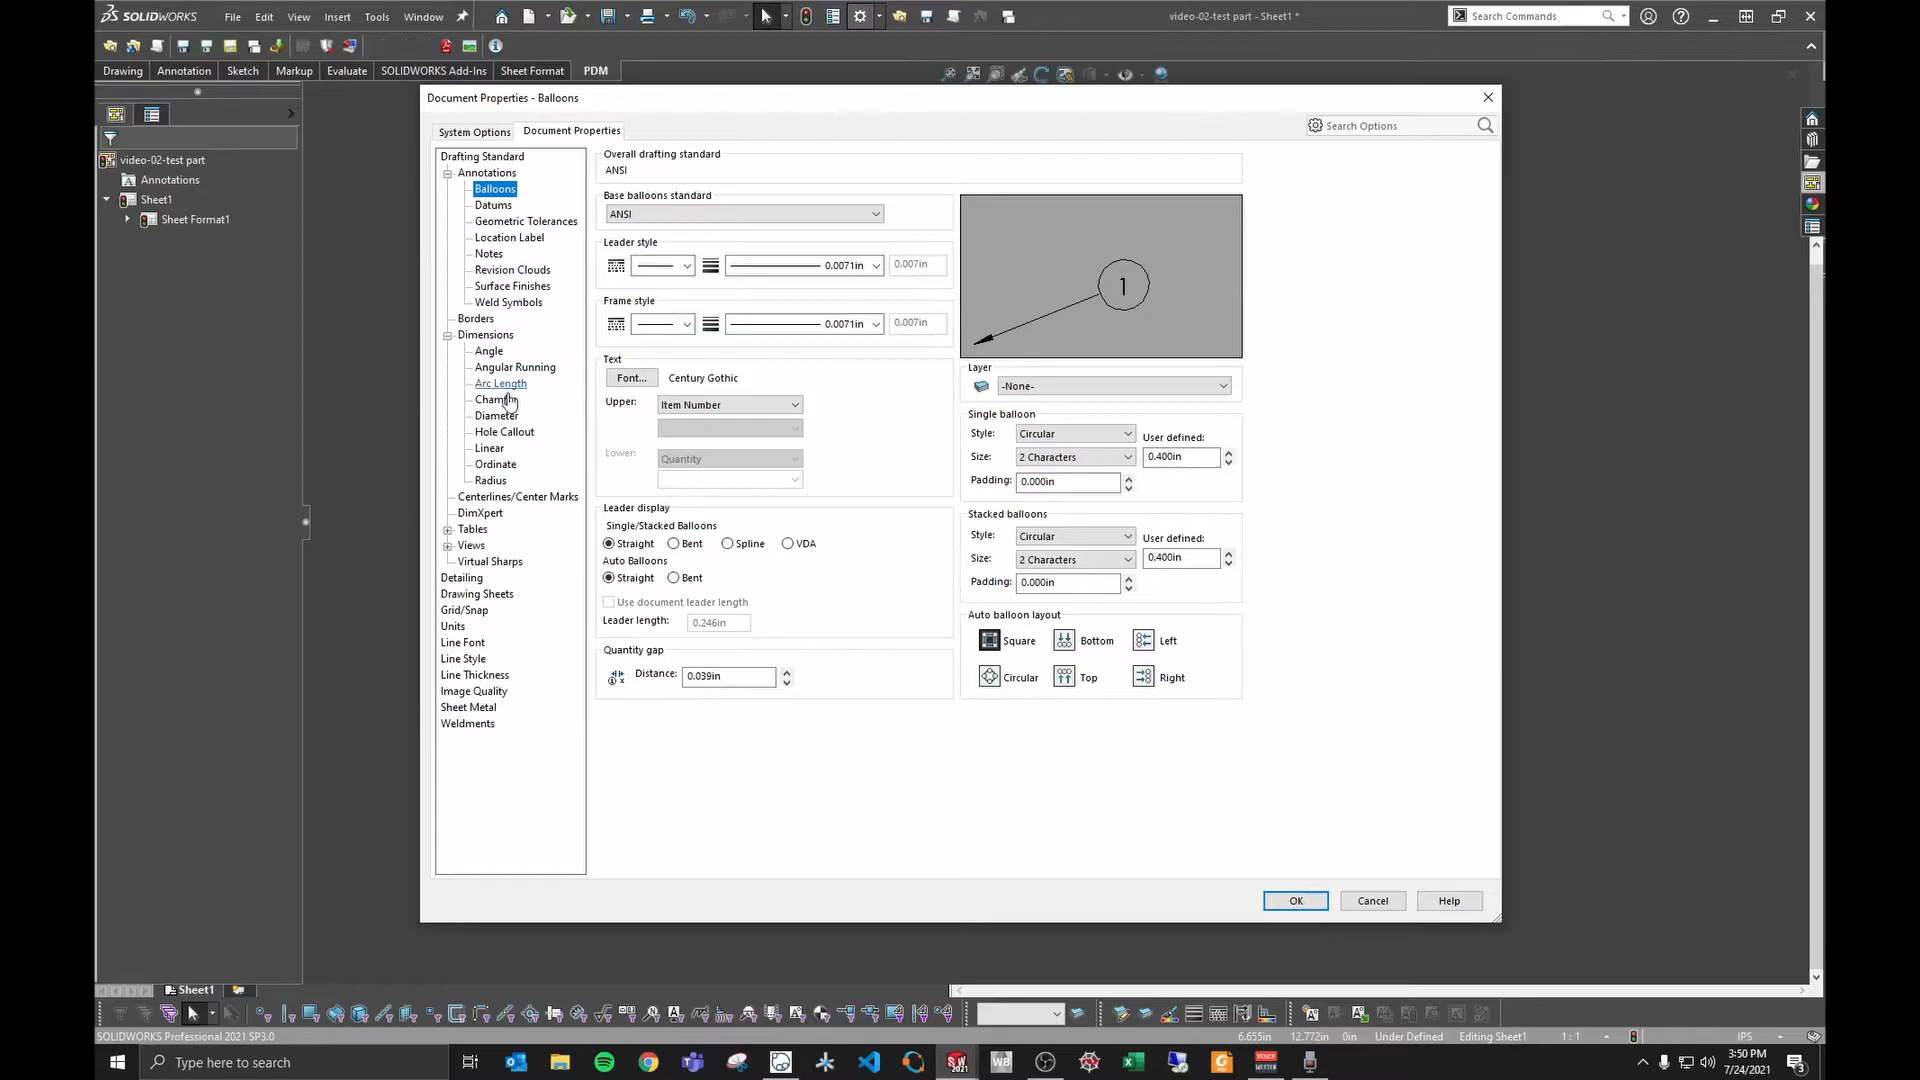 SOLIDWORKS File Edit View Insert Tools Window video-02-test part - Sheet1 * Search Commands
Drawing Annotation Sketch Markup Evaluate SOLIDWORKS Add-Ins Sheet Format PDM
Document Properties - Balloons
System Options Document Properties Search Options
video-02-test part
Annotations
Sheet1
Sheet Format1
Drafting Standard
Annotations
Balloons
Datums
Geometric Tolerances
Location Label
Notes
Revision Clouds
Surface Finishes
Weld Symbols
Borders
Dimensions
Angle
Angular Running
Arc Length
Chamfer
Diameter
Hole Callout
Linear
Ordinate
Radius
Centerlines/Center Marks
DimXpert
Tables
Views
Virtual Sharps
Detailing
Drawing Sheets
Grid/Snap
Units
Line Font
Line Style
Line Thickness
Image Quality
Sheet Metal
Weldments
Overall drafting standard
ANSI
Base balloons standard
ANSI
Leader style
0.0071in 0.007in
Frame style
0.0071in 0.007in
Text
Font... Century Gothic
Upper: Item Number
Lower: Quantity
Leader display
Single/Stacked Balloons
Straight Bent Spline VDA
Auto Balloons
Straight Bent
Use document leader length
Leader length: 0.246in
Quantity gap
Distance: 0.039in
1
Layer
-None-
Single balloon
Style: Circular User defined:
Size: 2 Characters 0.400in
Padding: 0.000in
Stacked balloons
Style: Circular User defined:
Size: 2 Characters 0.400in
Padding: 0.000in
Auto balloon layout
Square Bottom Left
Circular Top Right
OK Cancel Help
Sheet1
SOLIDWORKS Professional 2021 SP3.0 6.655in 12.772in 0in Under Defined Editing Sheet1 1 : 1 IPS
Type here to search 3:50 PM
7/24/2021